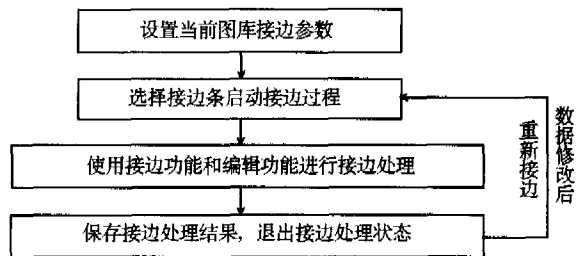 设置当前图库接边参数
选择接边条启动接边过程
使用接边功能和编辑功能进行接边处理
保存接边处理结果，退出接边处理状态
数据修改后
重新接边